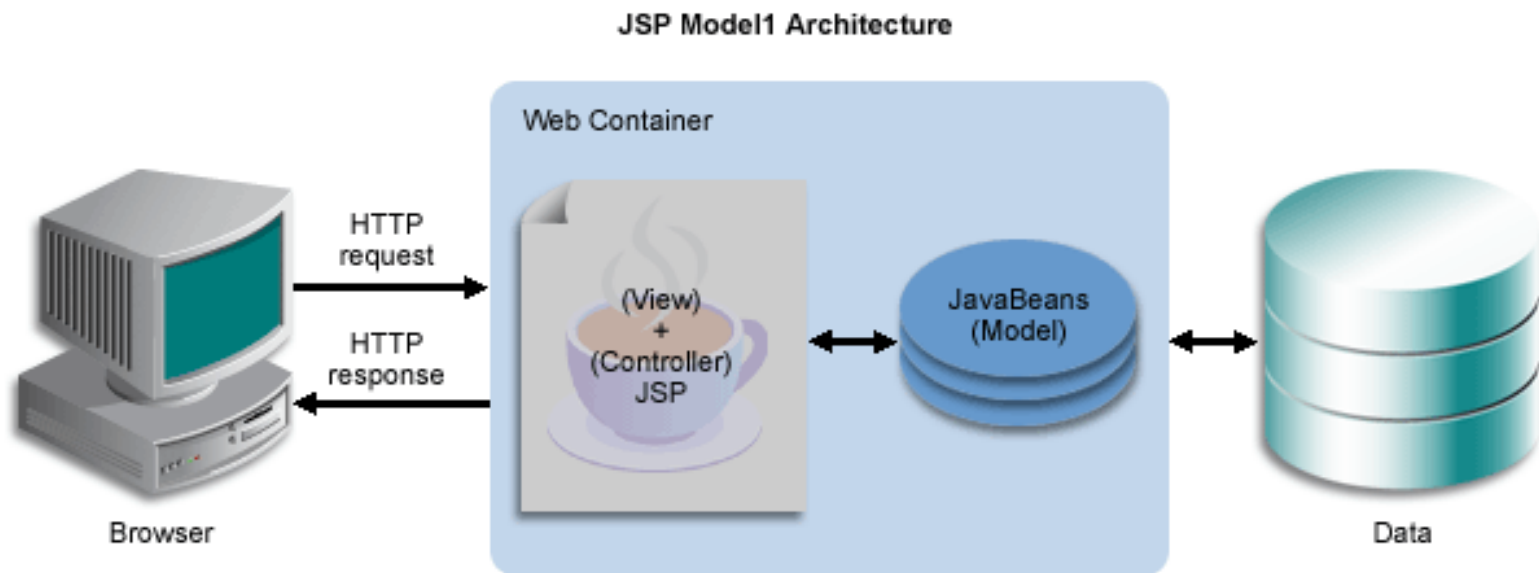 JSP Model1 Architecture
Web Container
HTTP
request
HTTP
response
(View)
+
(Controller)
JSP
JavaBeans
(Model)
Browser
Data